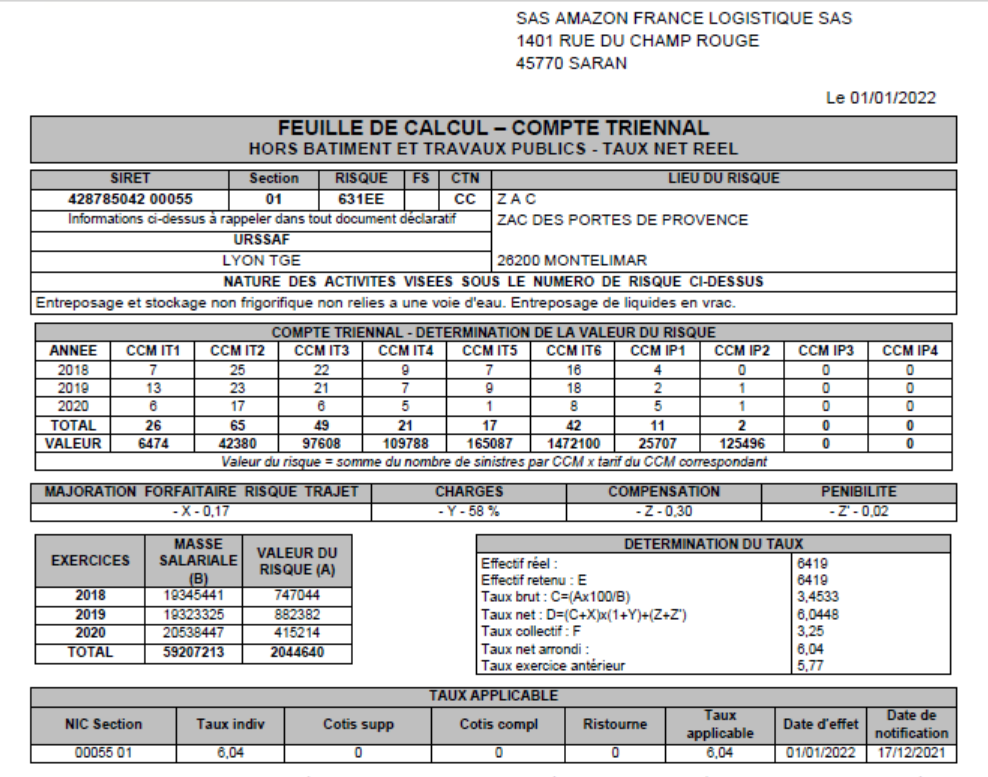 SAS AMAZON FRANCE LOGISTIQUE SAS
1401 RUE DU CHAMP ROUGE
45770 SARAN
Le 01/01/2022
FEUILLE DE CALCUL – COMPTE TRIENNAL
HORS BATIMENT ET TRAVAUX PUBLICS - TAUX NET REEL
SIRET Section RISQUE FS CTN LIEU DU RISQUE
428785042 00055 01 631EE CC Z A C
Informations ci-dessus à rappeler dans tout document déclaratif ZAC DES PORTES DE PROVENCE
URSSAF
LYON TGE 26200 MONTELIMAR
NATURE DES ACTIVITES VISEES SOUS LE NUMERO DE RISQUE CI-DESSUS
Entreposage et stockage non frigorifique non relies a une voie d'eau. Entreposage de liquides en vrac.
COMPTE TRIENNAL - DETERMINATION DE LA VALEUR DU RISQUE
ANNEE CCM IT1 CCM IT2 CCM IT3 CCM IT4 CCM IT5 CCM IT6 CCM IP1 CCM IP2 CCM IP3 CCM IP4
2018 7 25 22 9 7 16 4 0 0 0
2019 13 23 21 7 9 18 2 1 0 0
2020 6 17 6 5 1 8 5 1 0 0
TOTAL 26 65 49 21 17 42 11 2 0 0
VALEUR 6474 42380 97608 109788 165087 1472100 25707 125496 0 0
Valeur du risque = somme du nombre de sinistres par CCM x tarif du CCM correspondant
MAJORATION FORFAITAIRE RISQUE TRAJET CHARGES COMPENSATION PENIBILITE
- X - 0,17 - Y - 58 % - Z - 0,30 - Z' - 0,02
EXERCICES MASSE SALARIALE (B) VALEUR DU RISQUE (A)
2018 19345441 747044
2019 19323325 882382
2020 20538447 415214
TOTAL 59207213 2044640
DETERMINATION DU TAUX
Effectif réel : 6419
Effectif retenu : E 6419
Taux brut : C=(Ax100/B) 3,4533
Taux net : D=(C+X)x(1+Y)+(Z+Z') 6,0448
Taux collectif : F 3,25
Taux net arrondi : 6,04
Taux exercice antérieur 5,77
TAUX APPLICABLE
NIC Section Taux indiv Cotis supp Cotis compl Ristourne Taux applicable Date d'effet Date de notification
00055 01 6,04 0 0 0 6,04 01/01/2022 17/12/2021